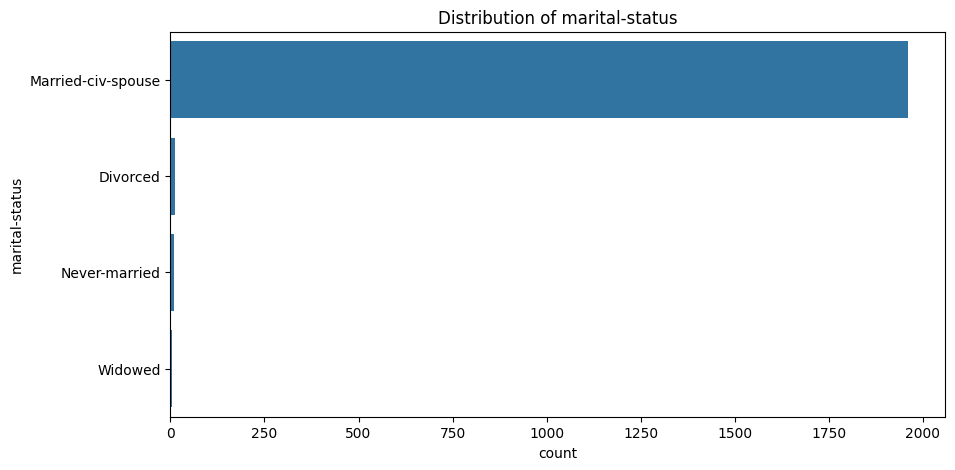 Distribution of marital-status
marital-status
Married-civ-spouse
Divorced
Never-married
Widowed
0 250 500 750 1000 1250 1500 1750 2000
count